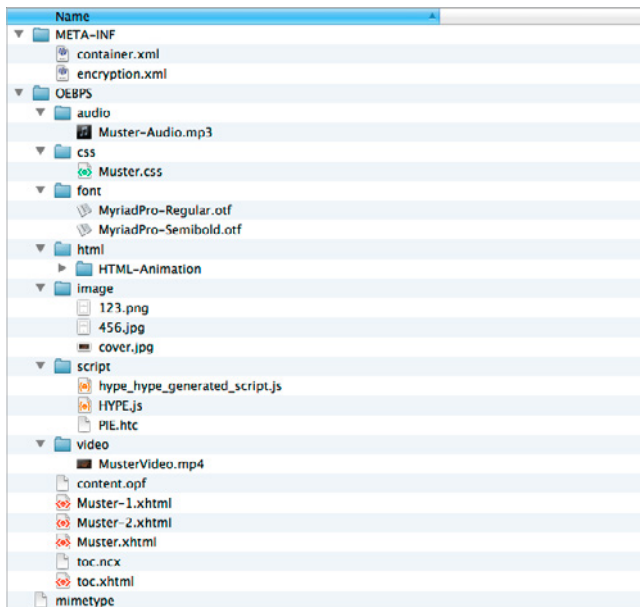 Name
META-INF
container.xml
encryption.xml
OEBPS
audio
Muster-Audio.mp3
css
Muster.css
font
MyriadPro-Regular.otf
MyriadPro-Semibold.otf
html
HTML-Animation
image
123.png
456.jpg
cover.jpg
script
hype_hype_generated_script.js
HYPE.js
PIE.htc
video
MusterVideo.mp4
content.opf
Muster-1.xhtml
Muster-2.xhtml
Muster.xhtml
toc.ncx
toc.xhtml
mimetype